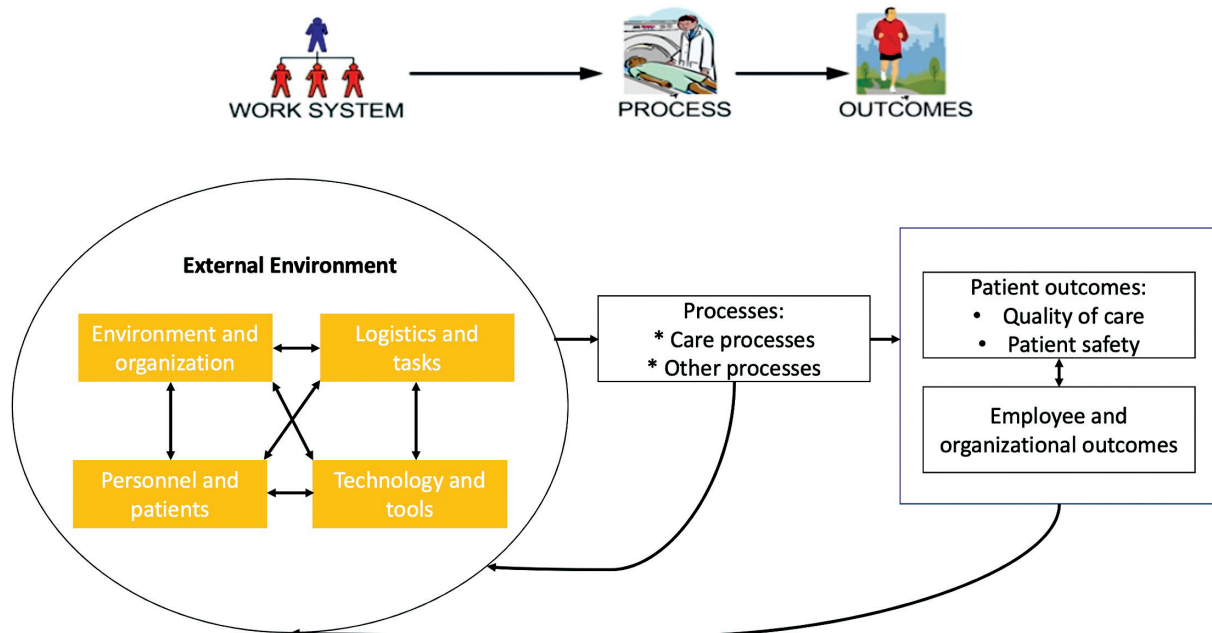 WORK SYSTEM
PROCESS
OUTCOMES
External Environment
Environment and
organization
Logistics and
tasks
Personnel and
patients
Technology and
tools
Processes:
* Care processes
* Other processes
Patient outcomes:
• Quality of care
• Patient safety
Employee and
organizational outcomes